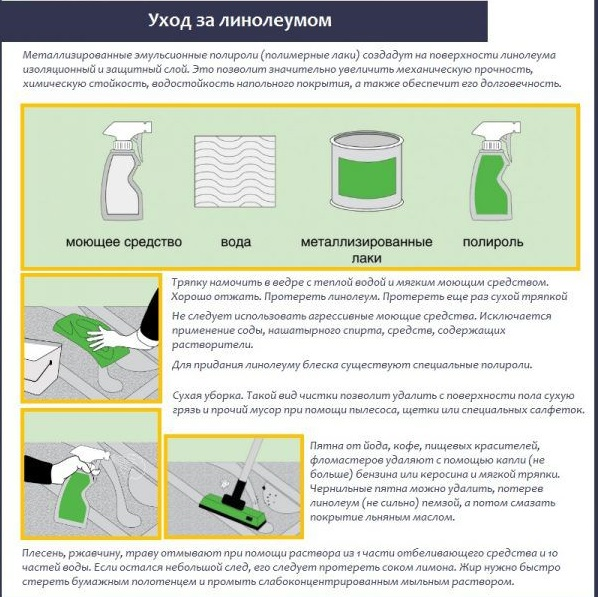 Уход за линолеумом
Металлизированные эмульсионные полироли (полимерные лаки) создадут на поверхности линолеума
изоляционный и защитный слой. Это позволит значительно увеличить механическую прочность,
химическую стойкость, водостойкость напольного покрытия, а также обеспечит его долговечность.
моющее средство
вода
металлизированные
лаки
полироль
Тряпку намочить в ведре с теплой водой и мягким моющим средством.
Хорошо отжать. Протереть линолеум. Протереть еще раз сухой тряпкой
Не следует использовать агрессивные моющие средства. Исключается
применение соды, нашатырного спирта, средств, содержащих
растворители.
Для придания линолеуму блеска существуют специальные полироли.
Сухая уборка. Такой вид чистки позволит удалить с поверхности пола сухую
грязь и прочий мусор при помощи пылесоса, щетки или специальных салфеток.
Пятна от йода, кофе, пищевых красителей,
фломастеров удаляют с помощью капли (не
больше) бензина или керосина и мягкой тряпки.
Чернильные пятна можно удалить, потерев
линолеум (не сильно) пемзой, а потом смазать
покрытие льняным маслом.
Плесень, ржавчину, траву отмывают при помощи раствора из 1 части отбеливающего средства и 10
частей воды. Если остался небольшой след, его следует протереть соком лимона. Жир нужно быстро
стереть бумажным полотенцем и промыть слабоконцентрированным мыльным раствором.